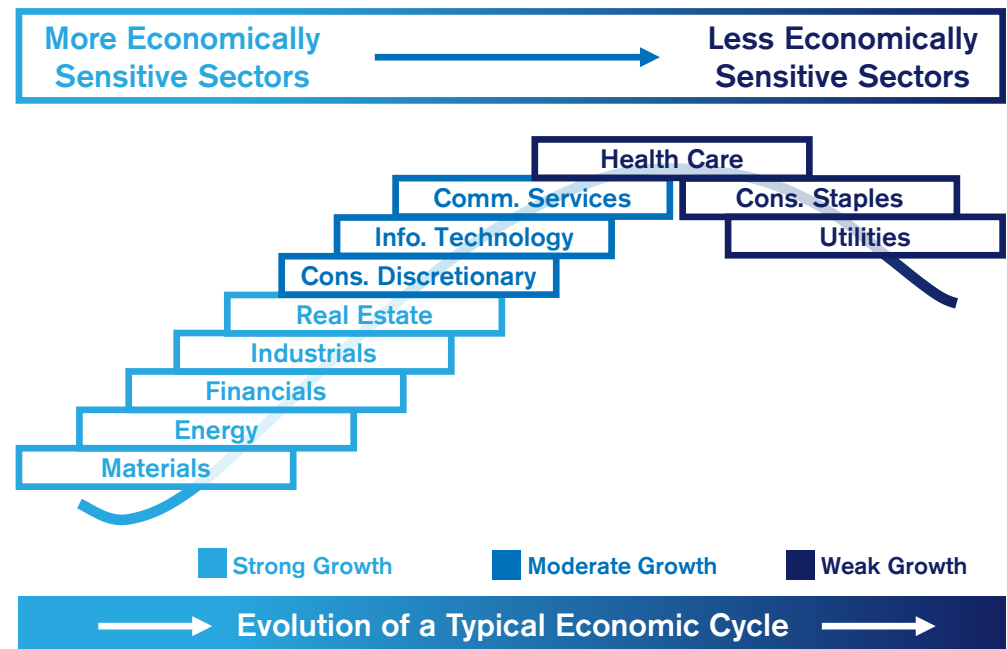 More Economically
Sensitive Sectors
Less Economically
Sensitive Sectors
Health Care
Comm. Services
Cons. Staples
Info. Technology
Utilities
Cons. Discretionary
Real Estate
Industrials
Financials
Energy
Materials
Strong Growth
Moderate Growth
Weak Growth
Evolution of a Typical Economic Cycle